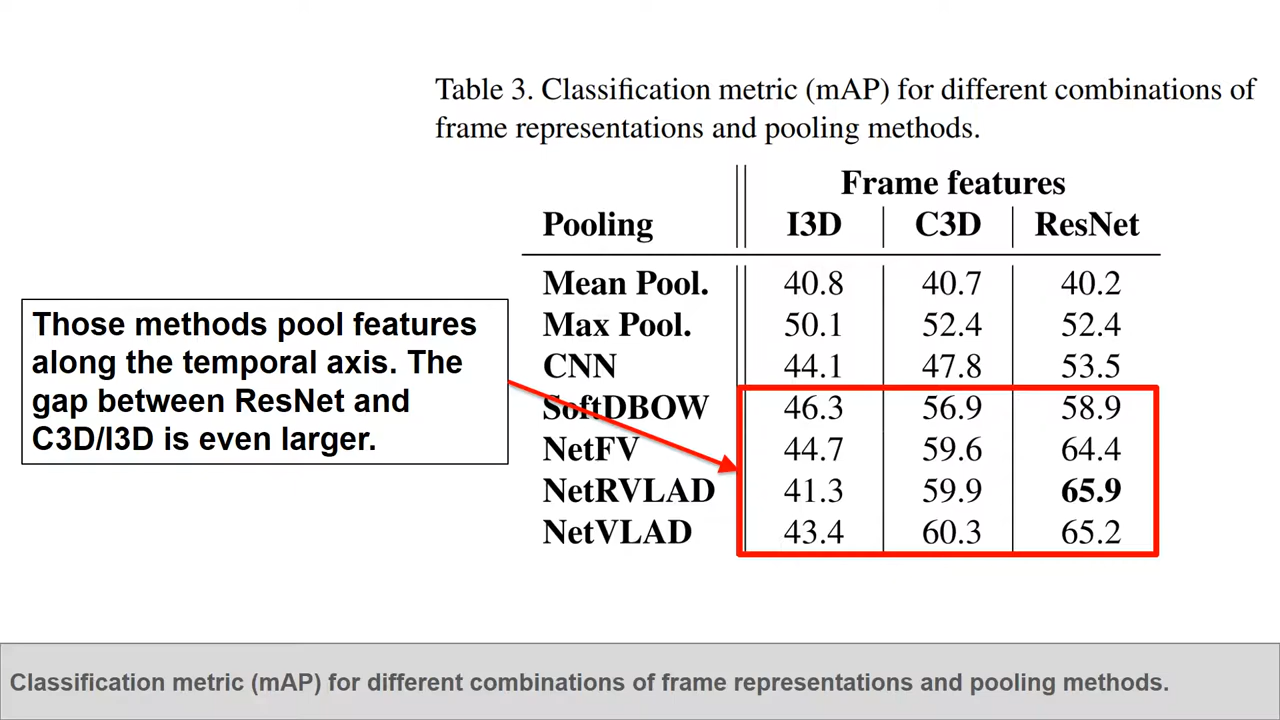 Table 3. Classification metric (mAP) for different combinations of
frame representations and pooling methods.
Frame features
Pooling I3D C3D ResNet
Mean Pool. 40.8 40.7 40.2
Max Pool. 50.1 52.4 52.4
CNN 44.1 47.8 53.5
SoftDBOW 46.3 56.9 58.9
NetFV 44.7 59.6 64.4
NetRVLAD 41.3 59.9 65.9
NetVLAD 43.4 60.3 65.2
Those methods pool features
along the temporal axis. The
gap between ResNet and
C3D/I3D is even larger.
Classification metric (mAP) for different combinations of frame representations and pooling methods.